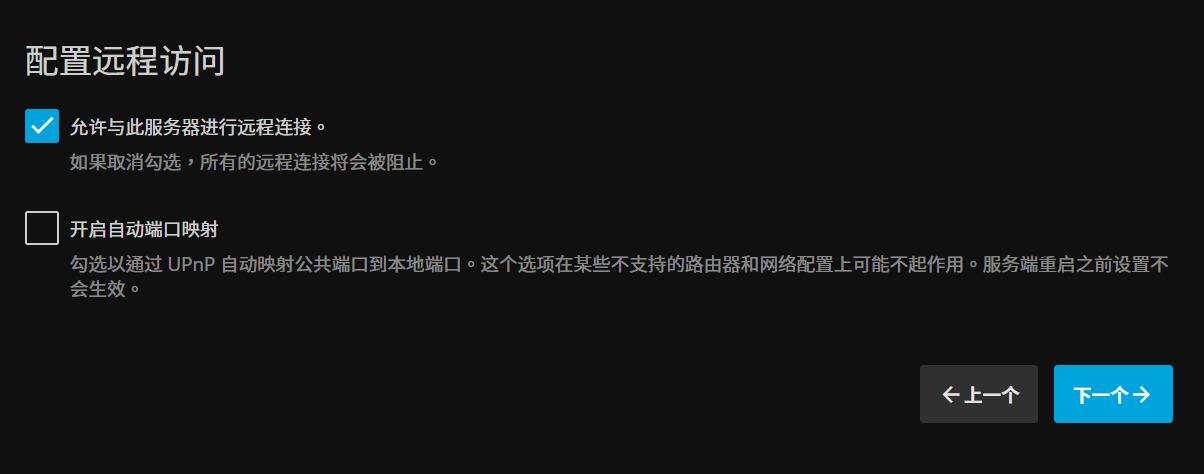 配置远程访问
允许与此服务器进行远程连接。
如果取消勾选，所有的远程连接将会被阻止。
开启自动端口映射
勾选以通过 UPnP 自动映射公共端口到本地端口。这个选项在某些不支持的路由器和网络配置上可能不起作用。服务端重启之前设置不
会生效。
←上一个
下一个→